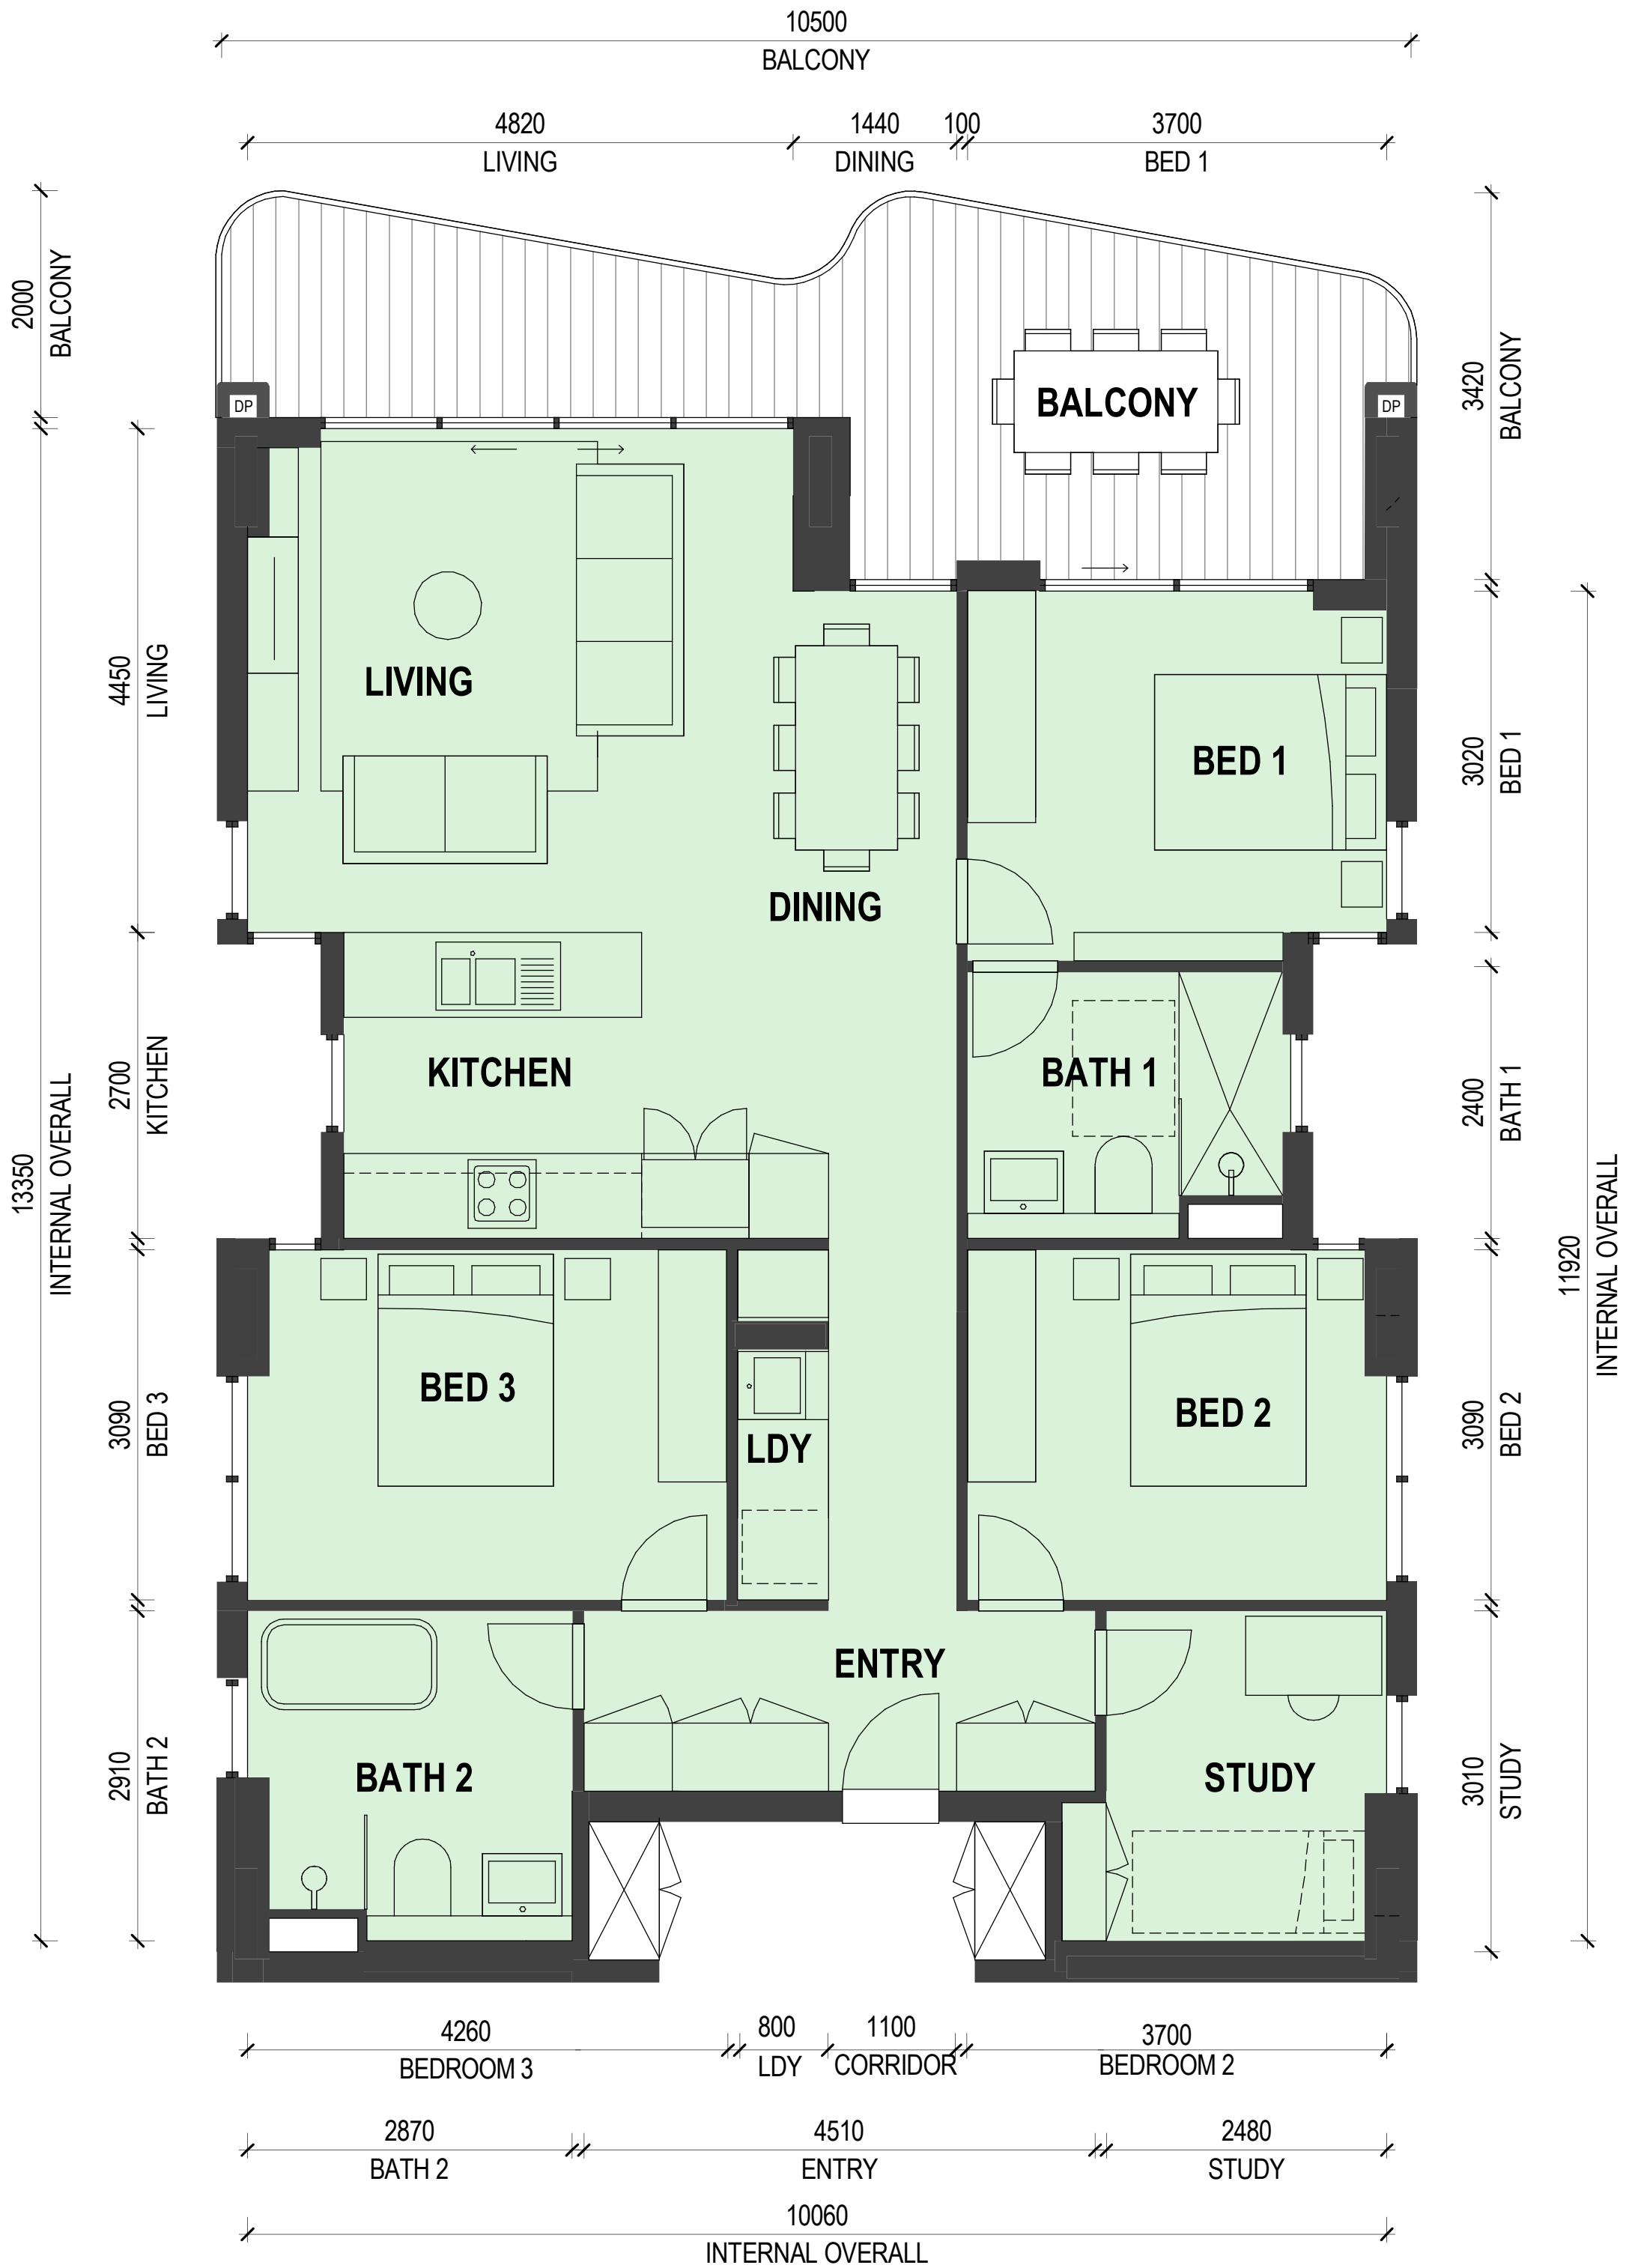 10500
BALCONY
4820
LIVING
1440
DINING
100
3700
BED 1
2000
BALCONY
3420
BALCONY
DP
BALCONY
DP
4450
LIVING
LIVING
BED 1
3020
BED 1
DINING
13350
INTERNAL OVERALL
2700
KITCHEN
KITCHEN
BATH 1
2400
BATH 1
11920
INTERNAL OVERALL
3090
BED 3
BED 3
LDY
BED 2
3090
BED 2
ENTRY
2910
BATH 2
BATH 2
STUDY
3010
STUDY
4260
BEDROOM 3
800
LDY
1100
CORRIDOR
3700
BEDROOM 2
2870
BATH 2
4510
ENTRY
2480
STUDY
10060
INTERNAL OVERALL